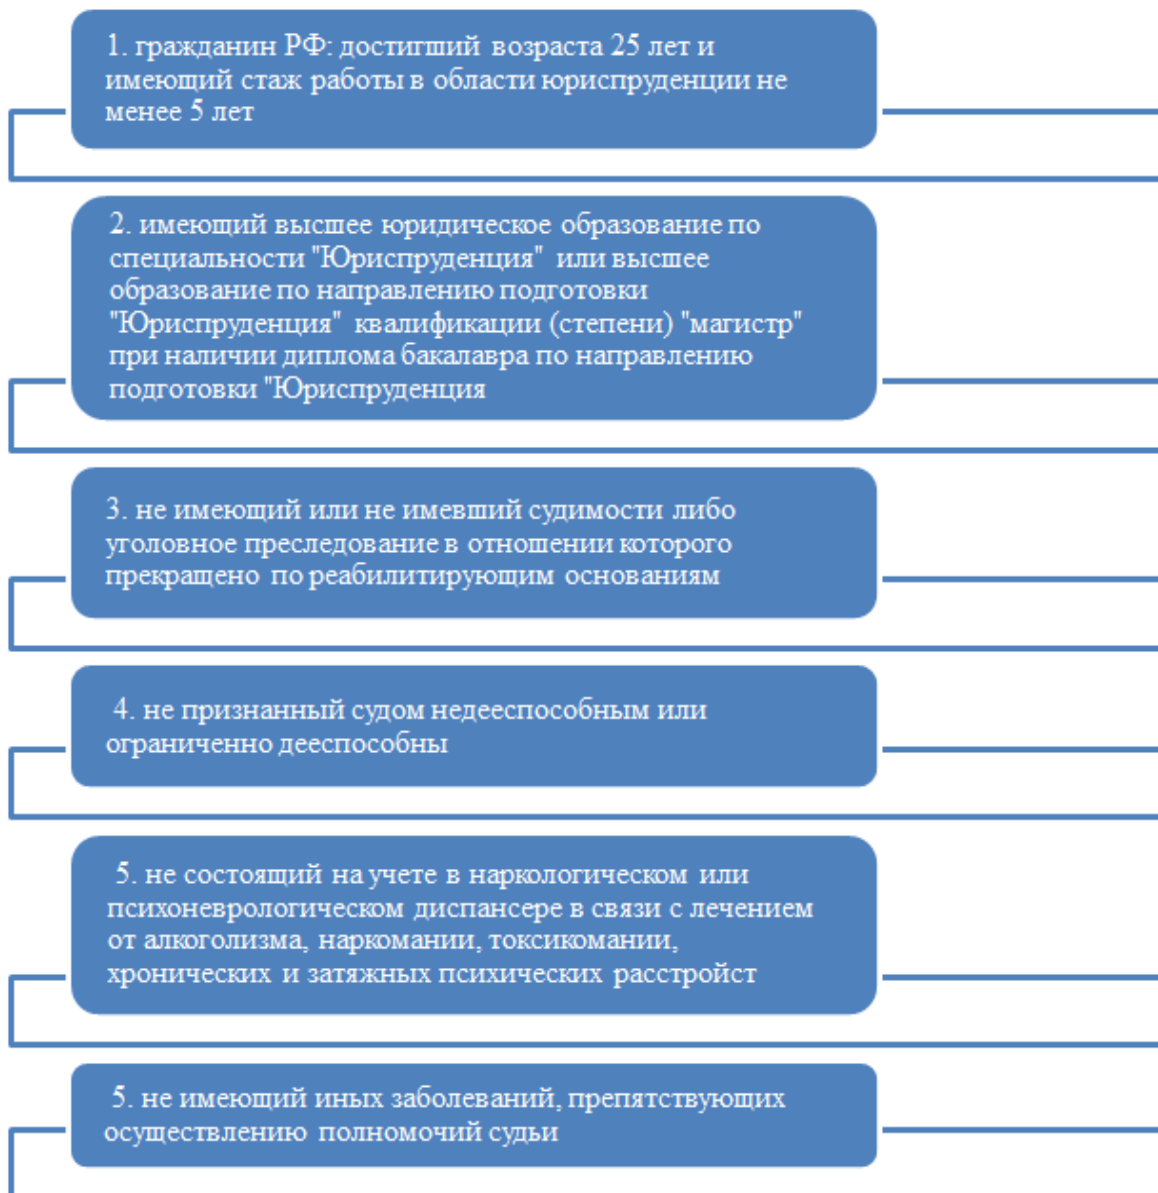 1. гражданин РФ: достигший возраста 25 лет и
имеющий стаж работы в области юриспруденции не
менее 5 лет
2. имеющий высшее юридическое образование по
специальности "Юриспруденция" или высшее
образование по направлению подготовки
"Юриспруденция" квалификации (степени) "магистр"
при наличии диплома бакалавра по направлению
подготовки "Юриспруденция
3. не имеющий или не имевший судимости либо
уголовное преследование в отношении которого
прекращено по реабилитирующим основаниям
4. не признанный судом недееспособным или
ограниченно дееспособны
5. не состоящий на учете в наркологическом или
психоневрологическом диспансере в связи с лечением
от алкоголизма, наркомании, токсикомании,
хронических и затяжных психических расстройст
5. не имеющий иных заболеваний, препятствующих
осуществлению полномочий судьи